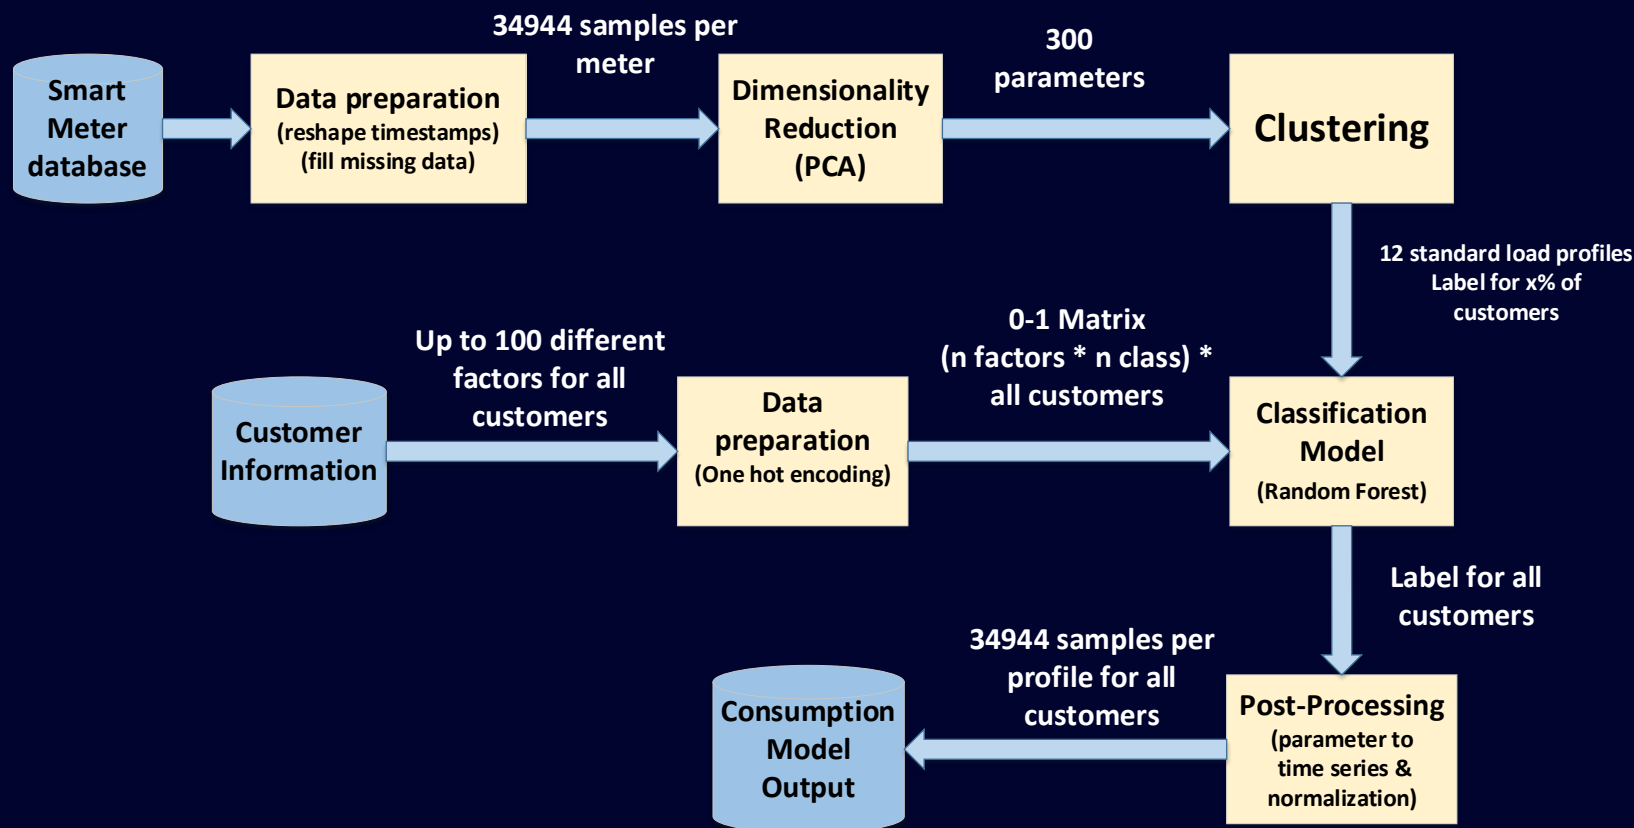 34944 samples per
meter
300
parameters
Smart
Meter
database
Data preparation
(reshape timestamps)
(fill missing data)
Dimensionality
Reduction
(PCA)
Clustering
12 standard load profiles
Label for x% of
customers
Up to 100 different
factors for all
customers
0-1 Matrix
(n factors * n class) *
all customers
Customer
Information
Data
preparation
(One hot encoding)
Classification
Model
(Random Forest)
Label for all
customers
34944 samples per
profile for all
customers
Consumption
Model
Output
Post-Processing
(parameter to
time series &
normalization)